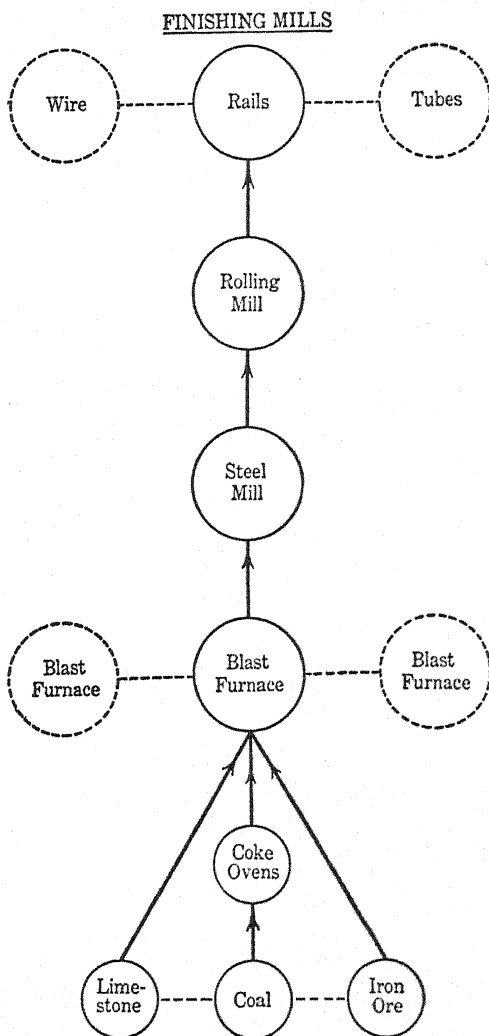 FINISHING MILLS
Wire
Rails
Tubes
Rolling
Mill
Steel
Mill
Blast
Furnace
Blast
Furnace
Blast
Furnace
Coke
Ovens
Lime-
stone
Coal
Iron
Ore